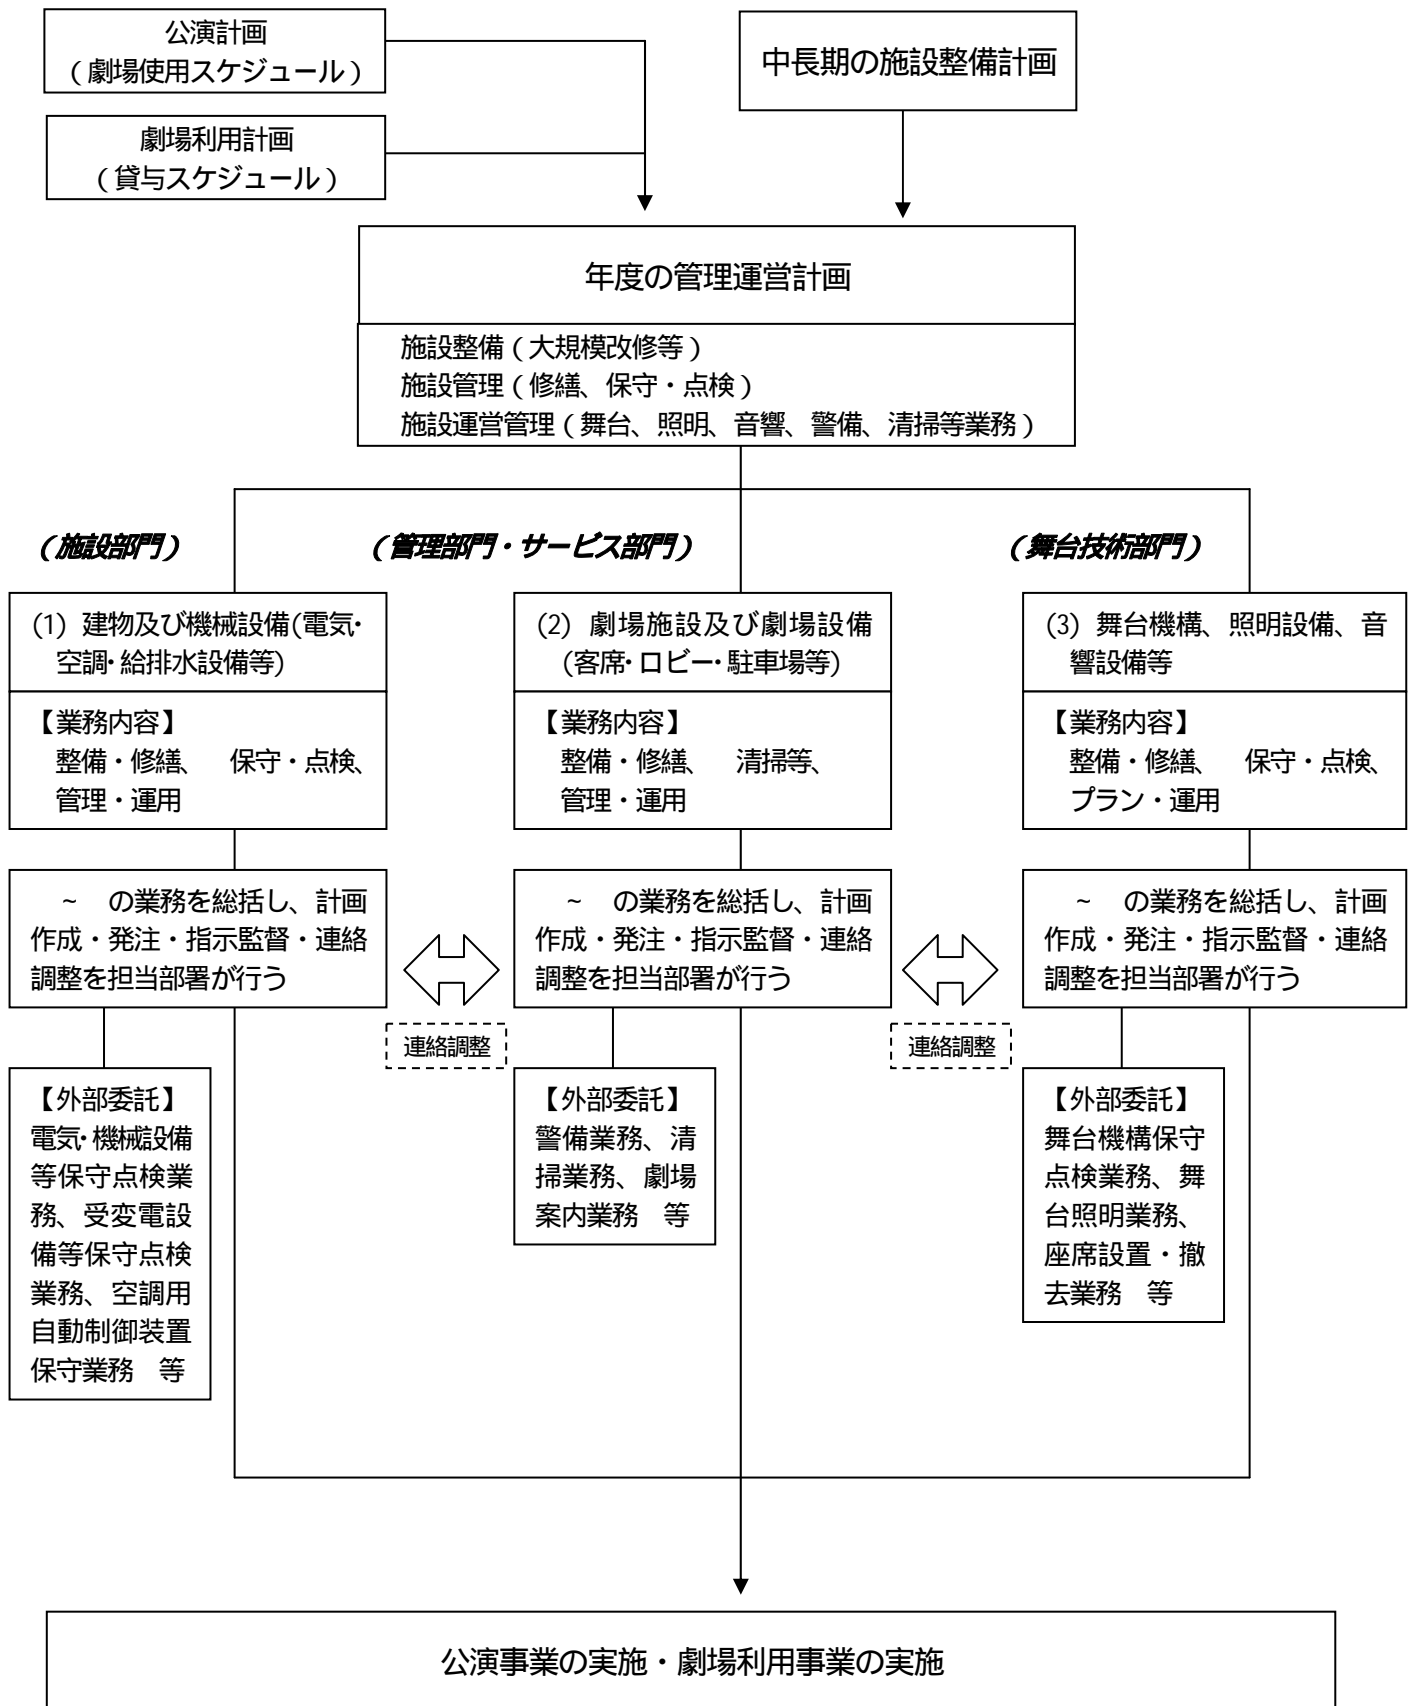 公演計画
（劇場使用スケジュール）
中長期の施設整備計画
劇場利用計画
（貸与スケジュール）
年度の管理運営計画
施設整備（大規模改修等）
施設管理（修繕、保守・点検）
施設運営管理（舞台、照明、音響、警備、清掃等業務）
（施設部門）
（管理部門・サービス部門）
（舞台技術部門）
(1) 建物及び機械設備(電気・
空調・給排水設備等)
【業務内容】
整備・修繕、　保守・点検、
管理・運用
～　の業務を総括し、計画
作成・発注・指示監督・連絡
調整を担当部署が行う
【外部委託】
電気・機械設備
等保守点検業
務、受変電設
備等保守点検
業務、空調用
自動制御装置
保守業務　等
連絡調整
(2) 劇場施設及び劇場設備
(客席・ロビー・駐車場等)
【業務内容】
整備・修繕、　清掃等、
管理・運用
～　の業務を総括し、計画
作成・発注・指示監督・連絡
調整を担当部署が行う
【外部委託】
警備業務、清
掃業務、劇場
案内業務　等
連絡調整
(3) 舞台機構、照明設備、音
響設備等
【業務内容】
整備・修繕、　保守・点検、
プラン・運用
～　の業務を総括し、計画
作成・発注・指示監督・連絡
調整を担当部署が行う
【外部委託】
舞台機構保守
点検業務、舞
台照明業務、
座席設置・撤
去業務　等
公演事業の実施・劇場利用事業の実施